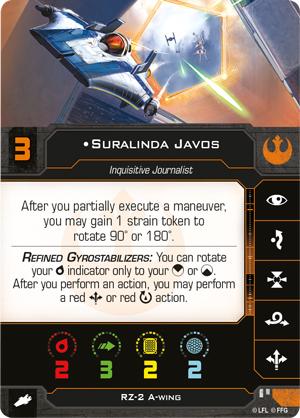 3
•Suralinda Javos
Inquisitive Journalist
After you partially execute a maneuver,
you may gain 1 strain token to
rotate 90° or 180°.
Refined Gyrostabilizers: You can rotate
your indicator only to your or .
After you perform an action, you may perform
a red or red action.
2 3 2 2
RZ-2 A-wing
© LFL © FFG